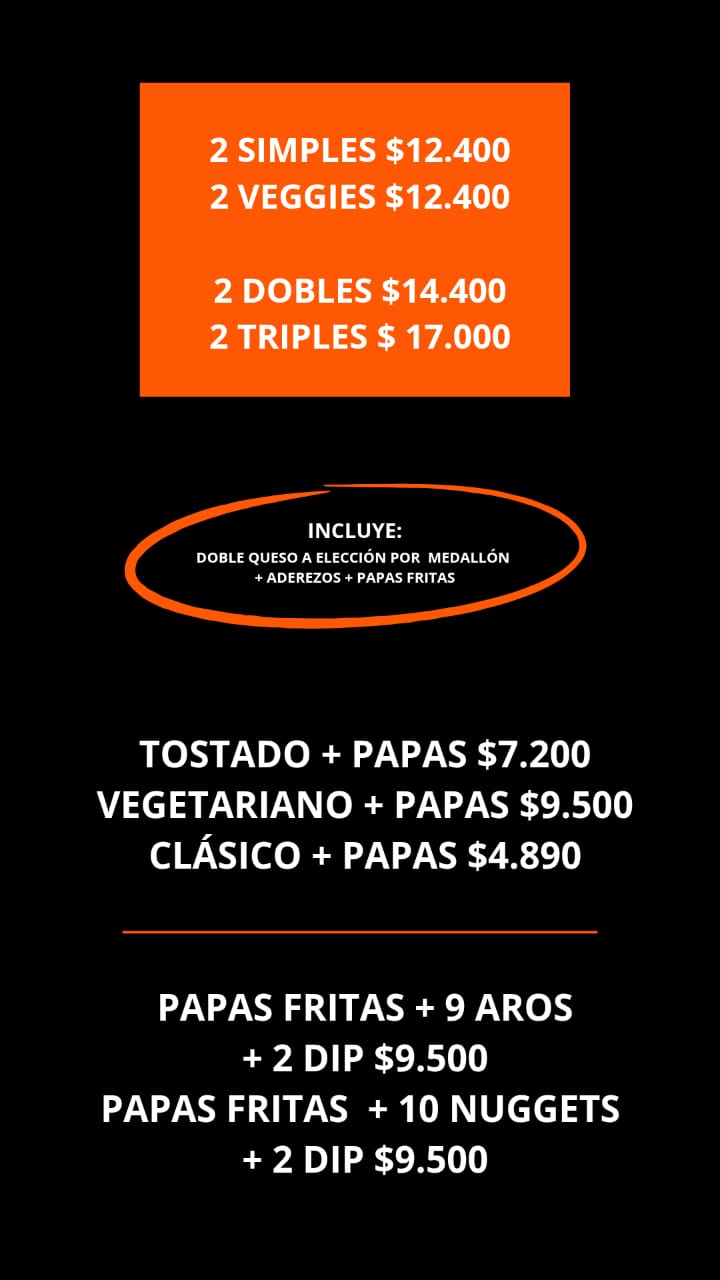 2 SIMPLES $12.400
2 VEGGIES $12.400
2 DOBLES $14.400
2 TRIPLES $ 17.000
INCLUYE:
DOBLE QUESO A ELECCIÓN POR MEDALLÓN
+ ADEREZOS + PAPAS FRITAS
TOSTADO + PAPAS $7.200
VEGETARIANO + PAPAS $9.500
CLÁSICO + PAPAS $4.890
PAPAS FRITAS + 9 AROS
+ 2 DIP $9.500
PAPAS FRITAS + 10 NUGGETS
+ 2 DIP $9.500